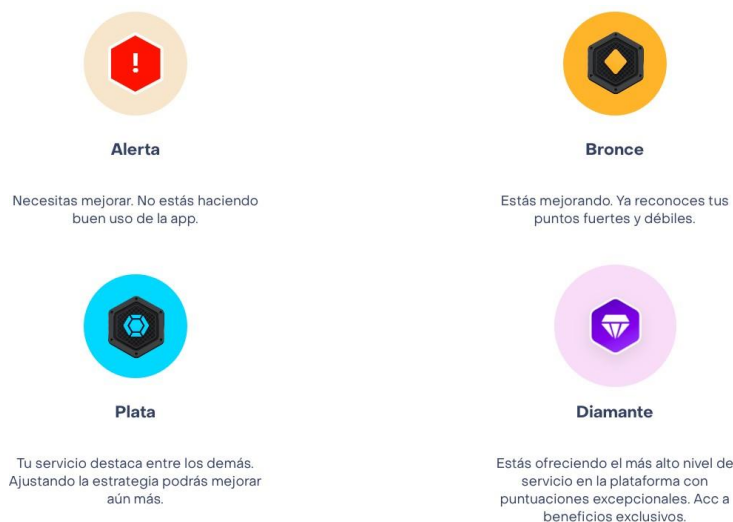 !
Alerta
Necesitas mejorar. No estás haciendo
buen uso de la app.
Bronce
Estás mejorando. Ya reconoces tus
puntos fuertes y débiles.
Plata
Tu servicio destaca entre los demás.
Ajustando la estrategia podrás mejorar
aún más.
Diamante
Estás ofreciendo el más alto nivel de
servicio en la plataforma con
puntuaciones excepcionales. Acc a
beneficios exclusivos.